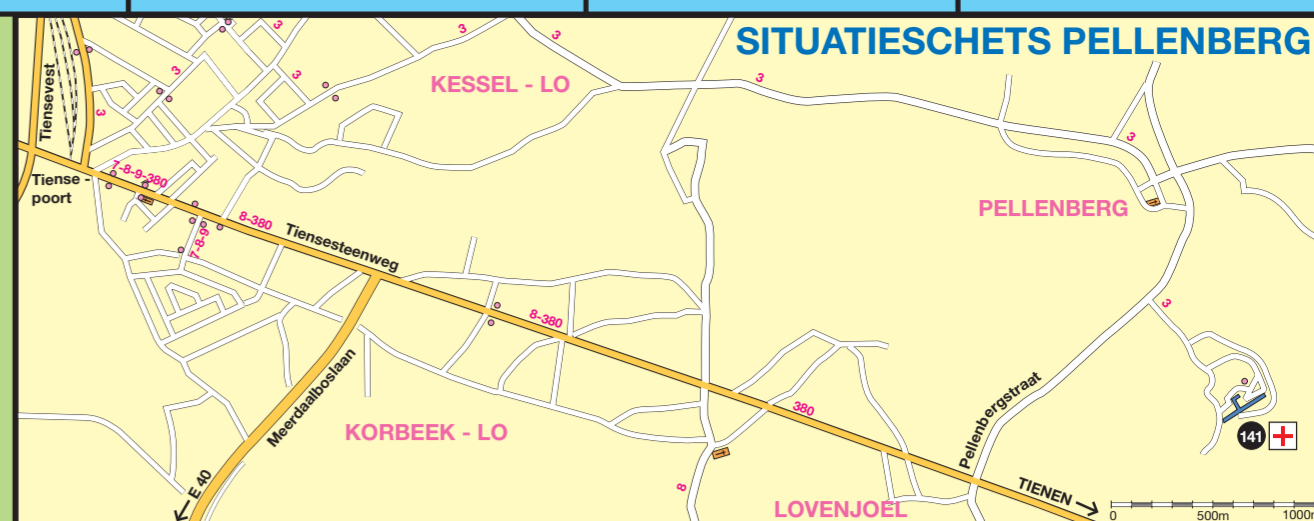 SITUATIESCHETS PELLENBERG
3
3
3
3
3
3
KESSEL - LO
Tiensevest
3
3
7-8-9-380
Tiense -
poort
PELLENBERG
8-380
Tiensesteenweg
7-8-9
3
8-380
Meerdaalboslaan
Pellenbergstraat
380
KORBEEK - LO
141
E 40
8
TIENEN
LOVENJOEL
0 500m 1000m